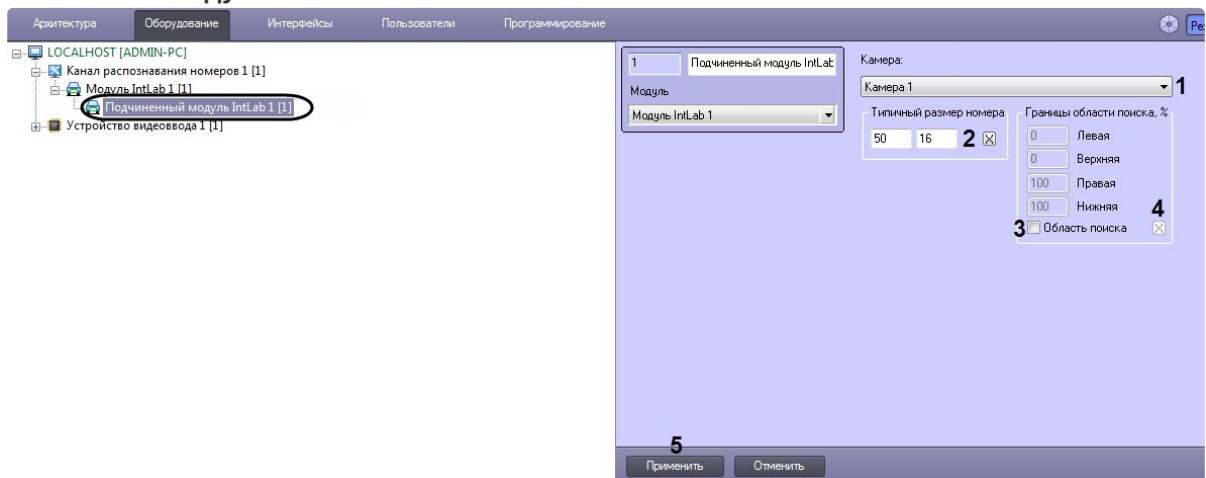 Архитектура Оборудование Интерфейсы Пользователи Программирование
LOCALHOST [ADMIN-PC]
Канал распознавания номеров 1 [1]
Модуль IntLab 1 [1]
Подчиненный модуль IntLab 1 [1]
Устройство видеоввода 1 [1]
1 Подчиненный модуль IntLab
Модуль
Модуль IntLab 1
Камера:
Камера 1 1
Типичный размер номера
50 16 2
Границы области поиска, %
0 Левая
0 Верхняя
100 Правая
100 Нижняя
4
3 Область поиска
5
Применить Отменить